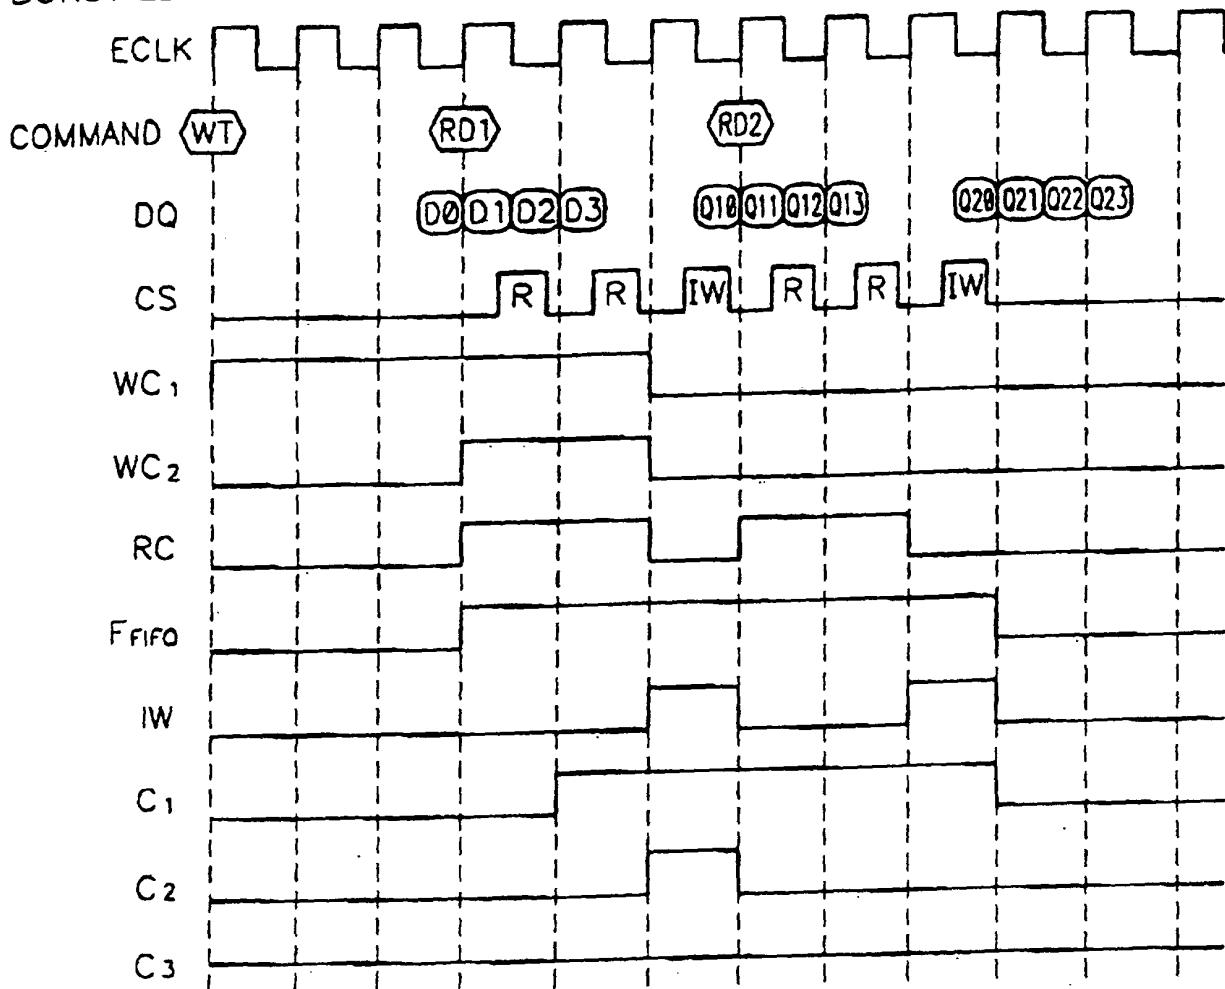 ECLK
COMMAND WT RD1 RD2
DQ D0 D1 D2 D3 Q10 Q11 Q12 Q13 Q20 Q21 Q22 Q23
CS R R IW R R IW
WC1
WC2
RC
FFIFO
IW
C1
C2
C3